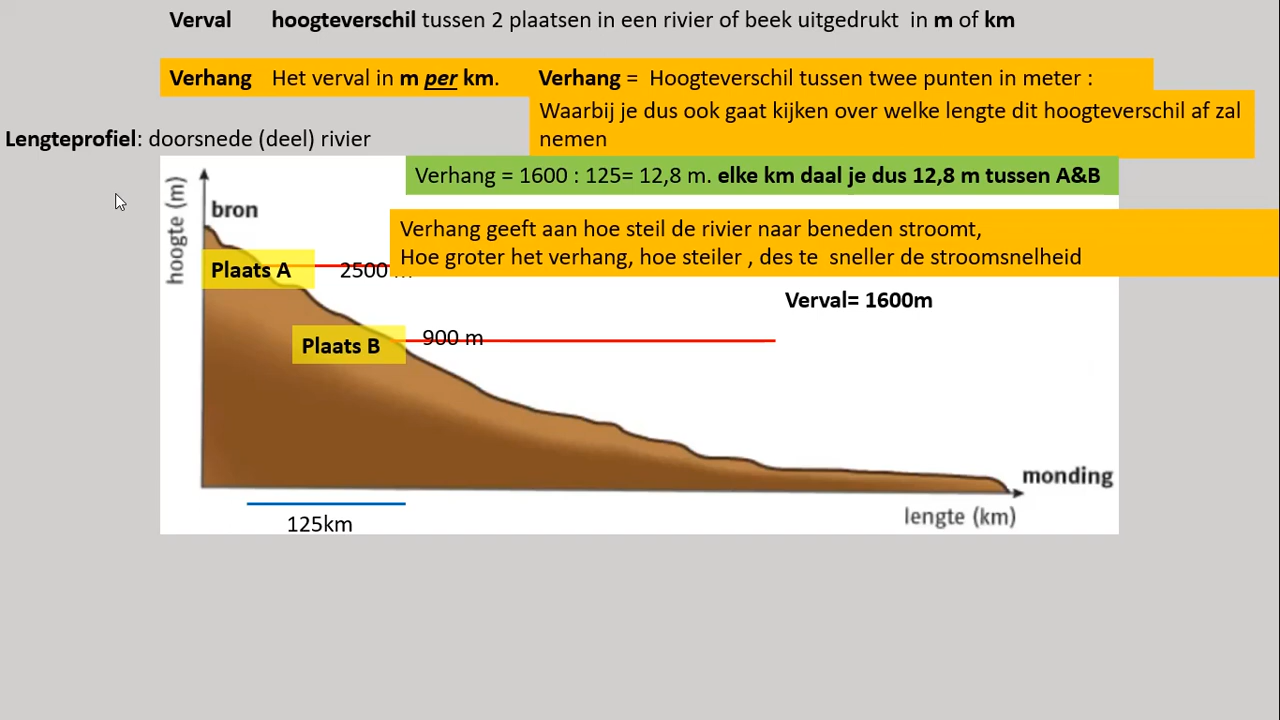 Verval hoogteverschil tussen 2 plaatsen in een rivier of beek uitgedrukt in m of km
Verhang Het verval in m per km. Verhang = Hoogteverschil tussen twee punten in meter :
Waarbij je dus ook gaat kijken over welke lengte dit hoogteverschil af zal
nemen
Lengteprofiel: doorsnede (deel) rivier
Verhang = 1600 : 125= 12,8 m. elke km daal je dus 12,8 m tussen A&B
hoogte (m)
bron
Verhang geeft aan hoe steil de rivier naar beneden stroomt,
Hoe groter het verhang, hoe steiler , des te sneller de stroomsnelheid
Plaats A 2500 m
Verval= 1600m
Plaats B 900 m
monding
lengte (km)
125km